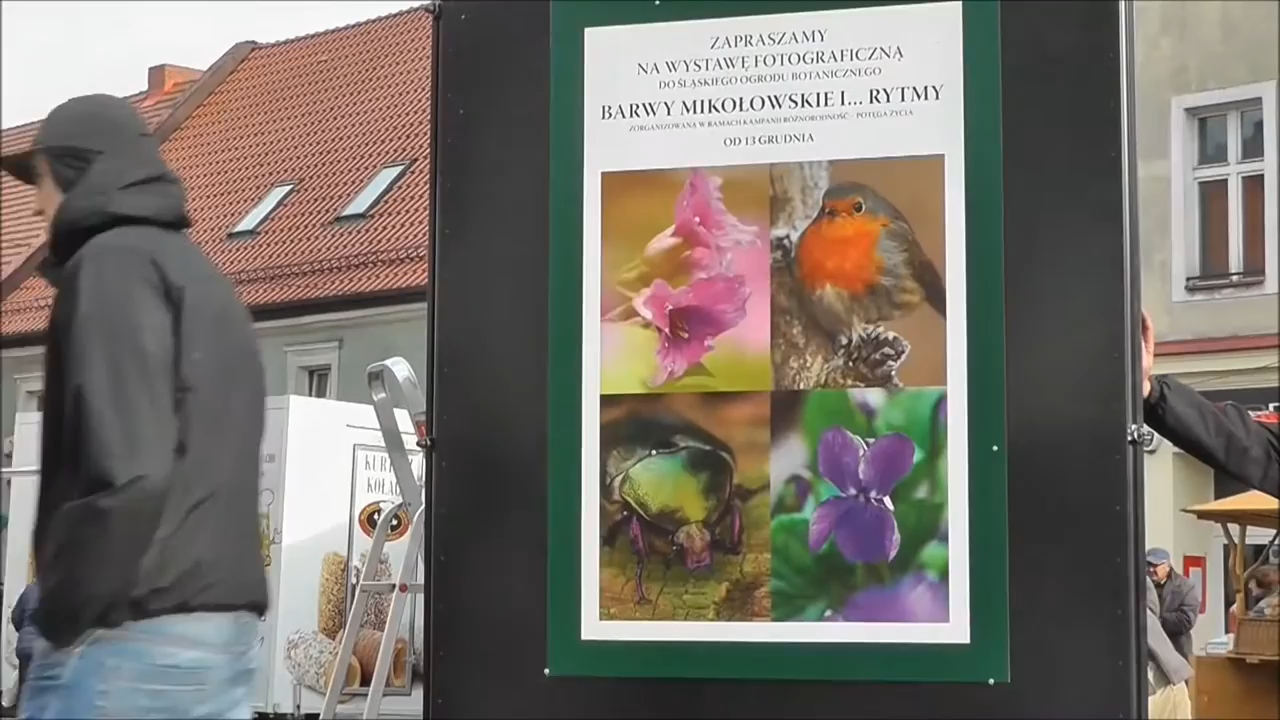 ZAPRASZAMY
NA WYSTAWĘ FOTOGRAFICZNĄ
DO ŚLĄSKIEGO OGRODU BOTANICZNEGO
BARWY MIKOŁOWSKIE I... RYTMY
ZORGANIZOWANA W RAMACH KAMPANII RÓŻNORODNOŚĆ - POTĘGA ŻYCIA
OD 13 GRUDNIA